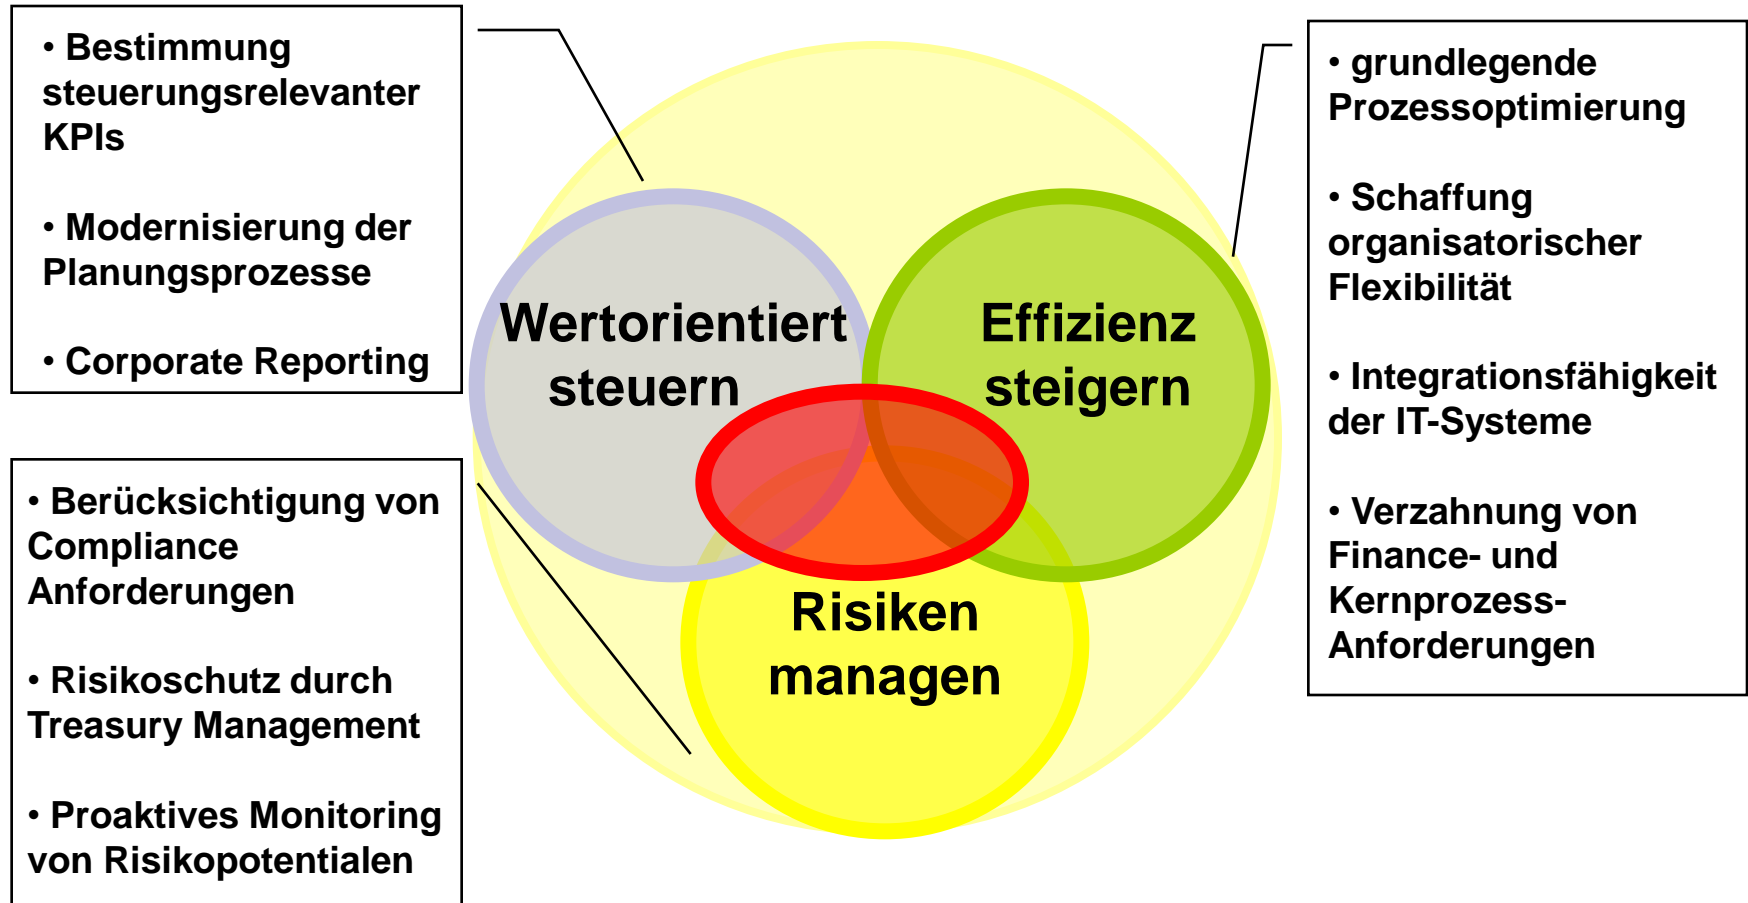 • Bestimmung
steuerungsrelevanter
KPIs
• Modernisierung der
Planungsprozesse
• Corporate Reporting
• Berücksichtigung von
Compliance
Anforderungen
• Risikoschutz durch
Treasury Management
• Proaktives Monitoring
von Risikopotentialen
Wertorientiert
steuern
Effizienz
steigern
Risiken
managen
• grundlegende
Prozessoptimierung
• Schaffung
organisatorischer
Flexibilität
• Integrationsfähigkeit
der IT-Systeme
• Verzahnung von
Finance- und
Kernprozess-
Anforderungen